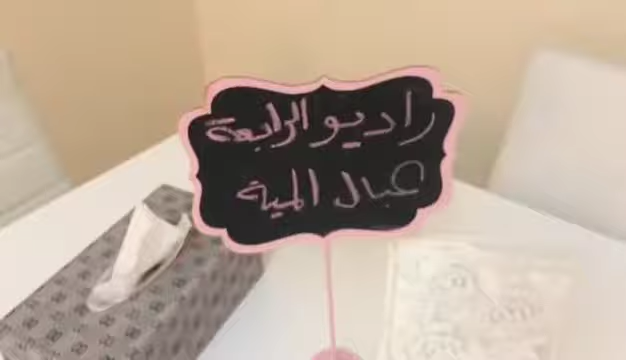 راديو الرابعة
عبال المية